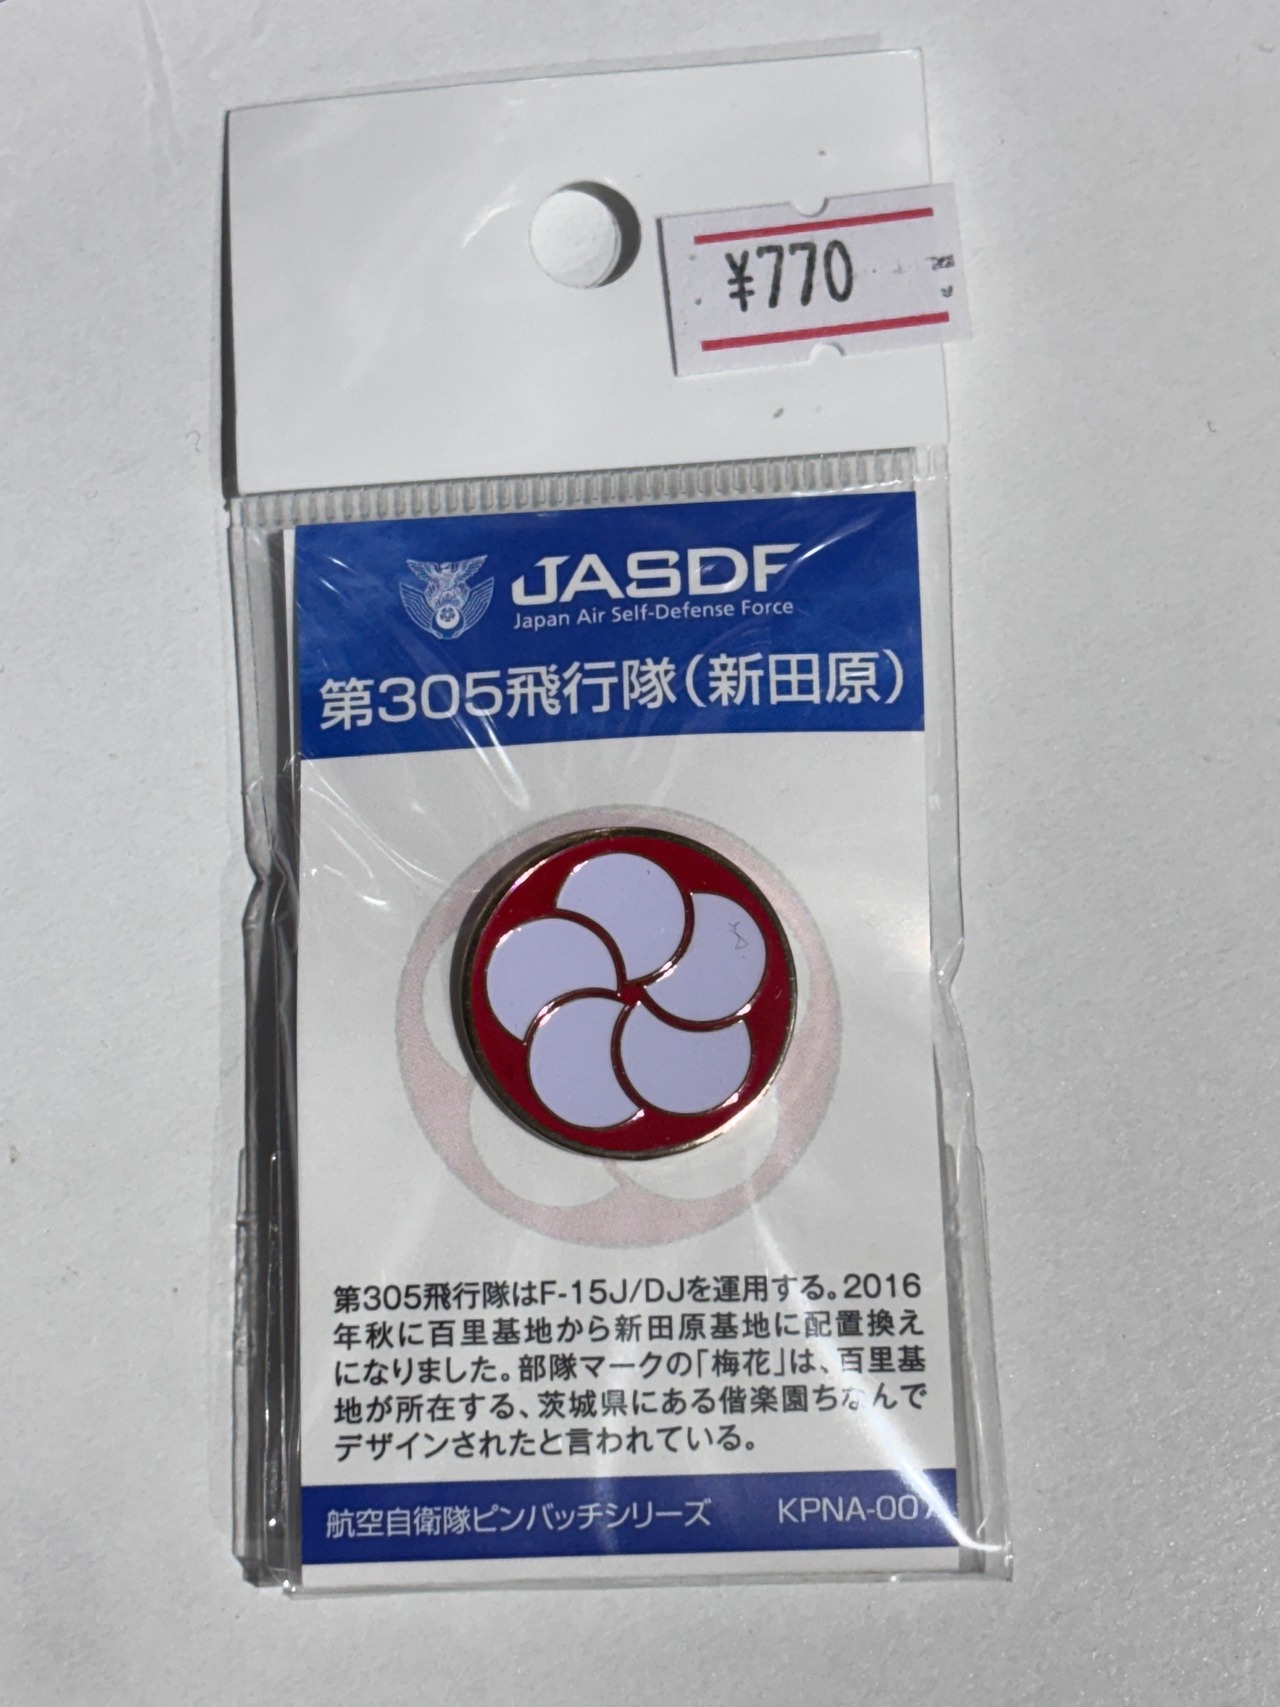 ¥770
JASDF
Japan Air Self-Defense Force
第305飛行隊(新田原)
第305飛行隊はF-15J/DJを運用する。2016
年秋に百里基地から新田原基地に配置換え
になりました。部隊マークの「梅花」は、百里基
地が所在する、茨城県にある偕楽園ちなんで
デザインされたと言われている。
航空自衛隊ピンバッチシリーズ KPNA-007